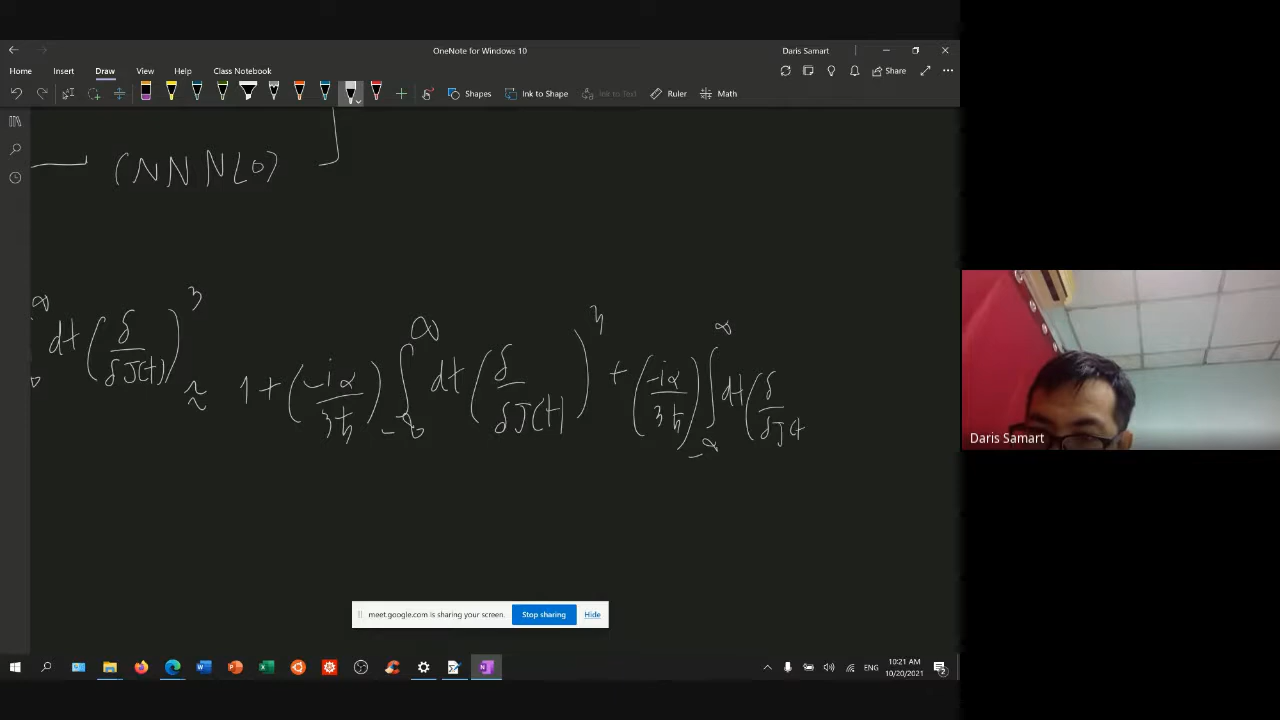 OneNote for Windows 10
Daris Samart
Home Insert Draw View Help Class Notebook
Share
Shapes Ink to Shape Ink to Text Ruler Math
(NNNLO)
∞ dt (δ/δJ(t))³ ≈ 1 + (-iα/3ħ) ∫_{-∞}^{∞} dt (δ/δJ(t))³ + (-iα/3ħ) ∫_{-∞}^{∞} dt (δ/δJ(t
Daris Samart
meet.google.com is sharing your screen. Stop sharing Hide
ENG
10:21 AM
10/20/2021
2